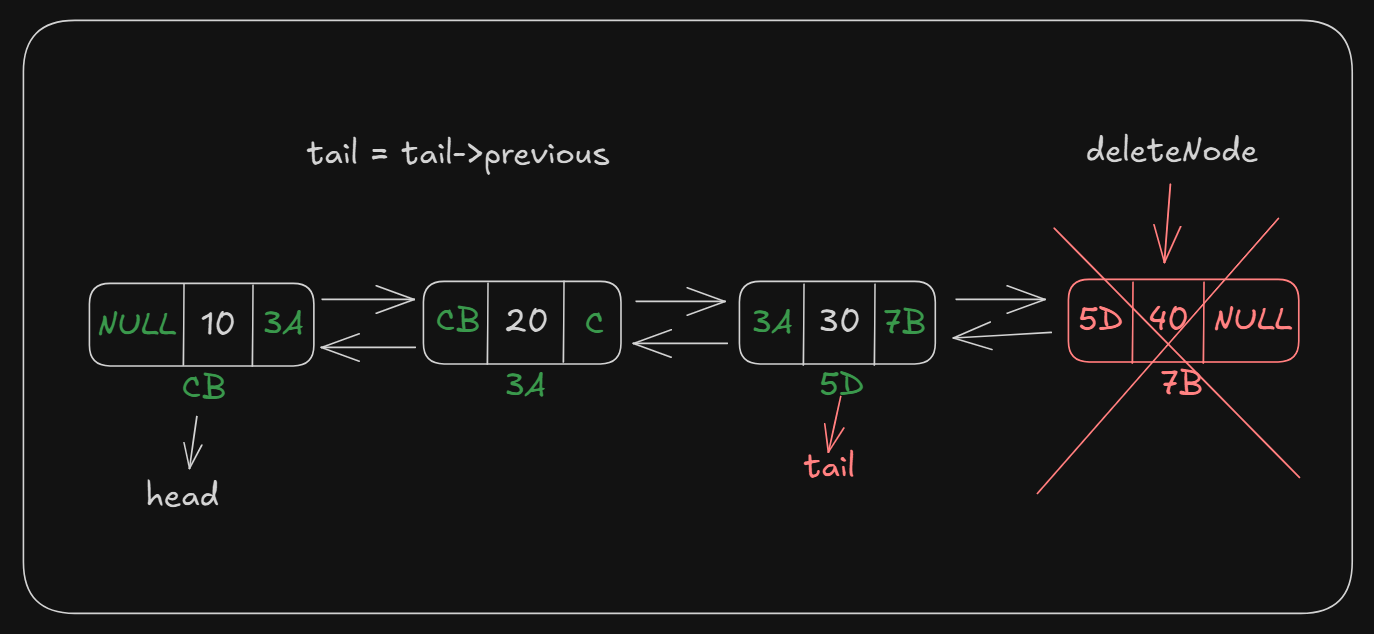 tail = tail->previous
deleteNode
NULL 10 3A
CB 20 C
3A 30 7B
5D 40 NULL
CB
3A
5D
7B
tail
head